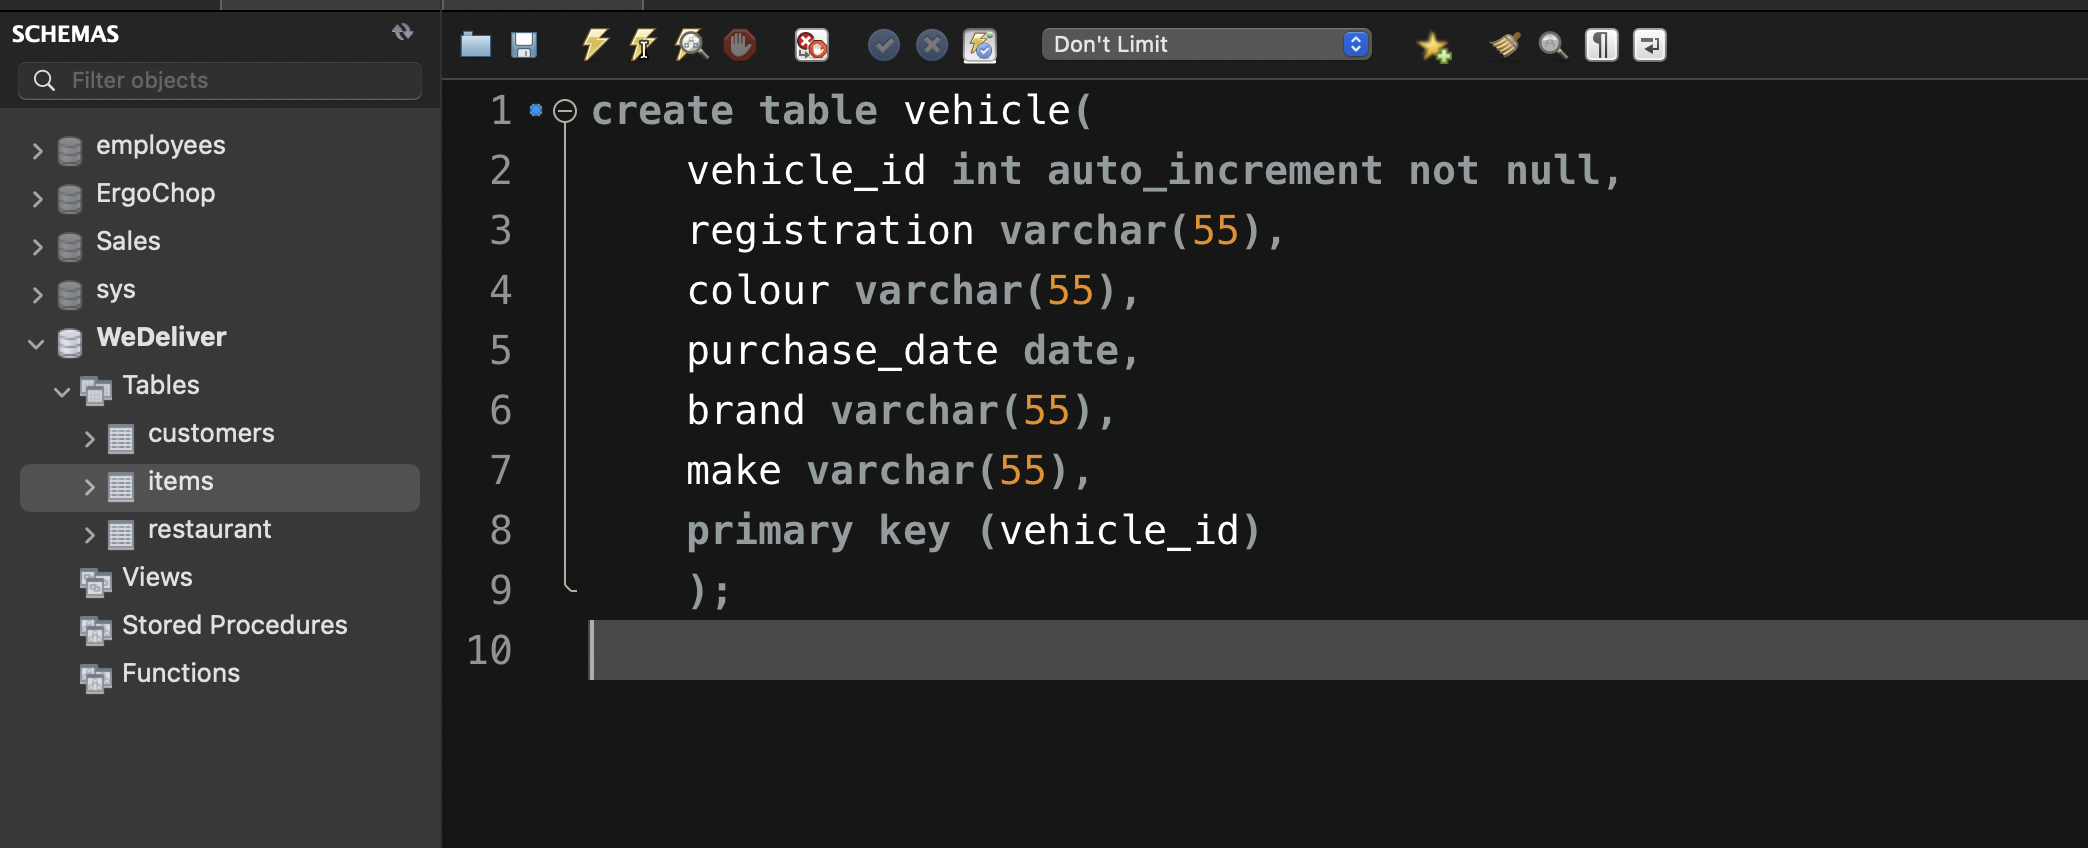 SCHEMAS
Filter objects
employees
ErgoChop
Sales
sys
WeDeliver
Tables
customers
items
restaurant
Views
Stored Procedures
Functions
Don't Limit
1 create table vehicle(
2 vehicle_id int auto_increment not null,
3 registration varchar(55),
4 colour varchar(55),
5 purchase_date date,
6 brand varchar(55),
7 make varchar(55),
8 primary key (vehicle_id)
9 );
10